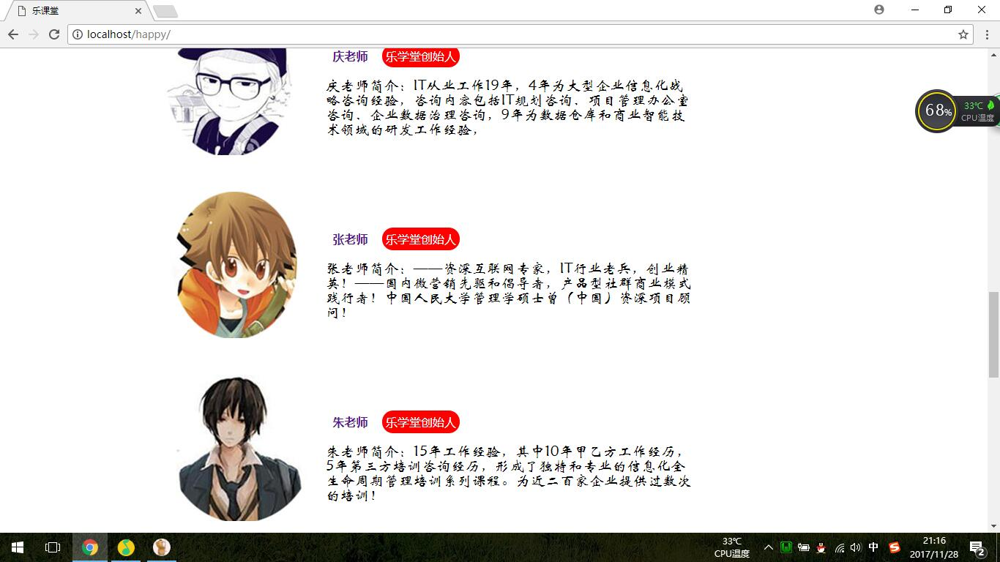 乐课堂
localhost/happy/
庆老师 乐学堂创始人
庆老师简介：IT从业工作19年，4年为大型企业信息化战
略咨询经验，咨询内容包括IT规划咨询、项目管理办公室
咨询、企业数据治理咨询，9年为数据仓库和商业智能技
术领域的研发工作经验，
68% 33℃
CPU温度
张老师 乐学堂创始人
张老师简介：——资深互联网专家，IT行业老兵，创业精
英！——国内微营销先驱和倡导者，产品型社群商业模式
践行者！中国人民大学管理学硕士曾（中国）资深项目顾
问！
朱老师 乐学堂创始人
朱老师简介：15年工作经验，其中10年甲乙方工作经历，
5年第三方培训咨询经历，形成了独特和专业的信息化全
生命周期管理培训系列课程。为近二百家企业提供过数次
的培训！
33℃
CPU温度
中
21:16
2017/11/28
2